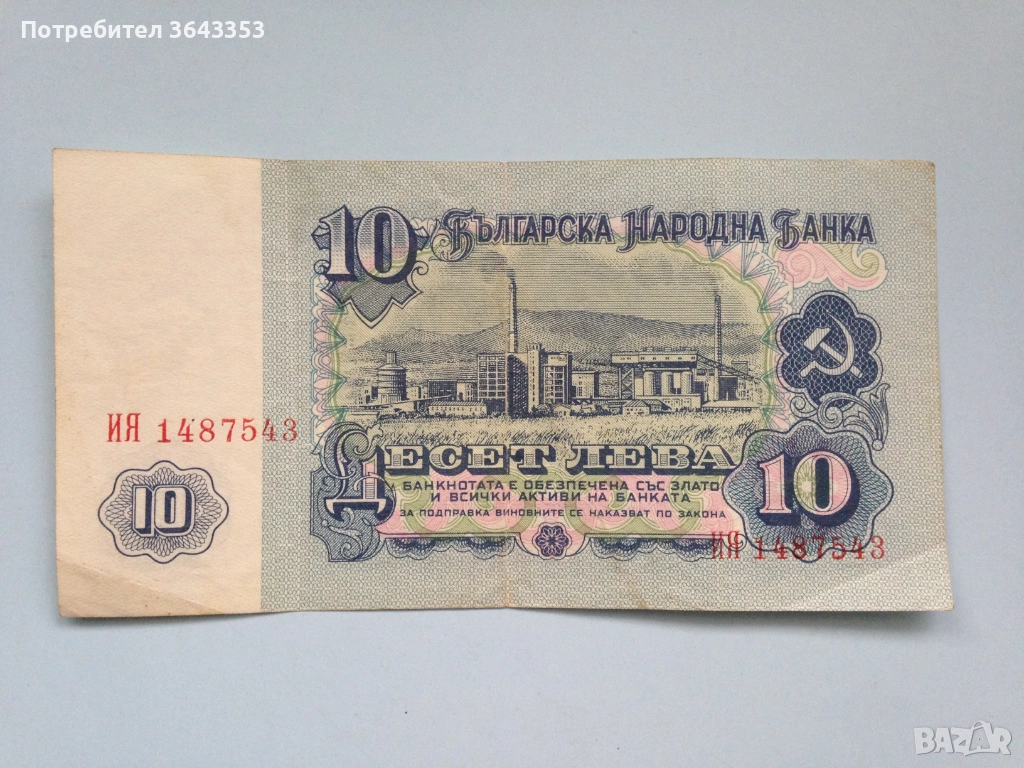 Потребител 3643353
10
Българска Народна Банка
ИЯ 1487543
10
Десет лева
10
Банкнотата е обезпечена със злато
и всички активи на банката
За подправка виновните се наказват по закона
ИЯ 1487543
BAZAR